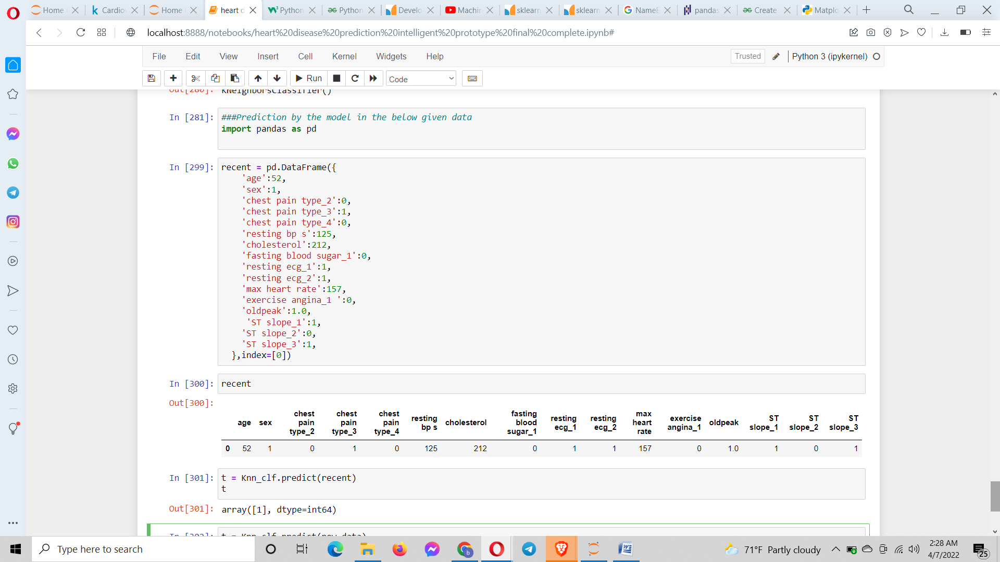 Home
Cardio
Home
heart d
Python
Python
Develo
Machin
sklearn
sklearn
NameE
pandas
Create
Matplo
localhost:8888/notebooks/heart%20disease%20prediction%20intelligent%20prototype%20final%20complete.ipynb#
File Edit View Insert Cell Kernel Widgets Help Trusted Python 3 (ipykernel)
Run Code
Out[280]: KNeighborsClassifier()
In [281]: ###Prediction by the model in the below given data
import pandas as pd
In [299]: recent = pd.DataFrame({
'age':52,
'sex':1,
'chest pain type_2':0,
'chest pain type_3':1,
'chest pain type_4':0,
'resting bp s':125,
'cholesterol':212,
'fasting blood sugar_1':0,
'resting ecg_1':1,
'resting ecg_2':1,
'max heart rate':157,
'exercise angina_1 ':0,
'oldpeak':1.0,
'ST slope_1':1,
'ST slope_2':0,
'ST slope_3':1,
},index=[0])
In [300]: recent
Out[300]:
age sex chest pain type_2 chest pain type_3 chest pain type_4 resting bp s cholesterol fasting blood sugar_1 resting ecg_1 resting ecg_2 max heart rate exercise angina_1 oldpeak ST slope_1 ST slope_2 ST slope_3
0 52 1 0 1 0 125 212 0 1 1 157 0 1.0 1 0 1
In [301]: t = Knn_clf.predict(recent)
t
Out[301]: array([1], dtype=int64)
In [302]: t = Knn_clf.predict(new_data)
Type here to search
71°F Partly cloudy
2:28 AM
4/7/2022
25